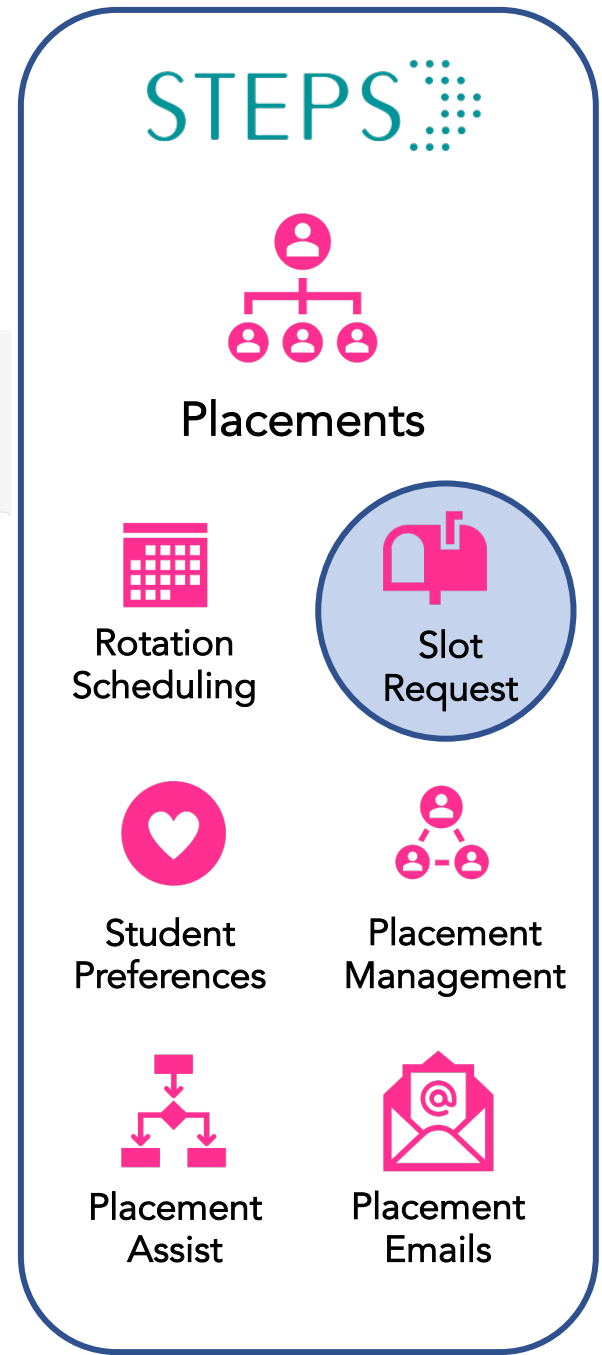 STEPS
Placements
Rotation
Scheduling
Slot
Request
Student
Preferences
Placement
Management
@
Placement
Assist
Placement
Emails